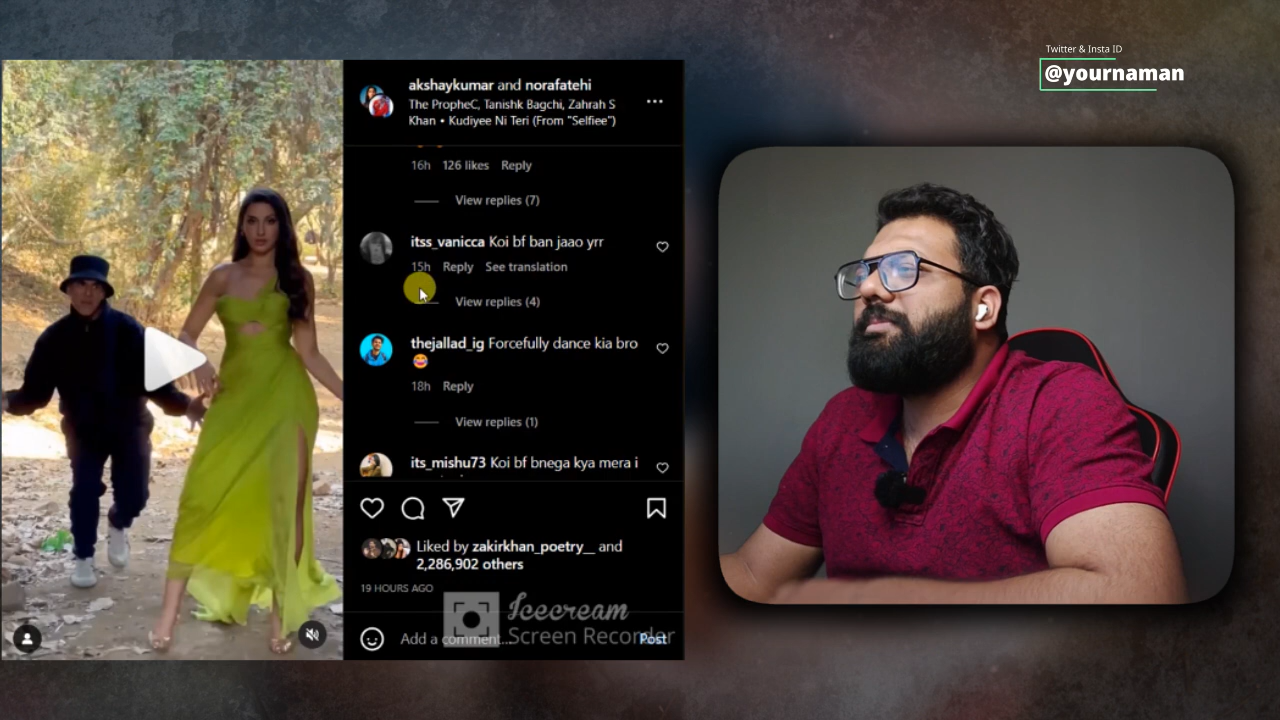 Twitter & Insta ID
@yournaman
akshaykumar and norafatehi
The PropheC, Tanishk Bagchi, Zahrah S
Khan • Kudiyee Ni Teri (From "Selfiee")
16h 126 likes Reply
View replies (7)
itss_vanicca Koi bf ban jaao yrr
15h Reply See translation
View replies (4)
thejallad_ig Forcefully dance kia bro
😂
18h Reply
View replies (1)
its_mishu73 Koi bf bnega kya mera i
Liked by zakirkhan_poetry__ and
2,286,902 others
19 HOURS AGO
Icecream
Screen Recorder
Add a comment... Post